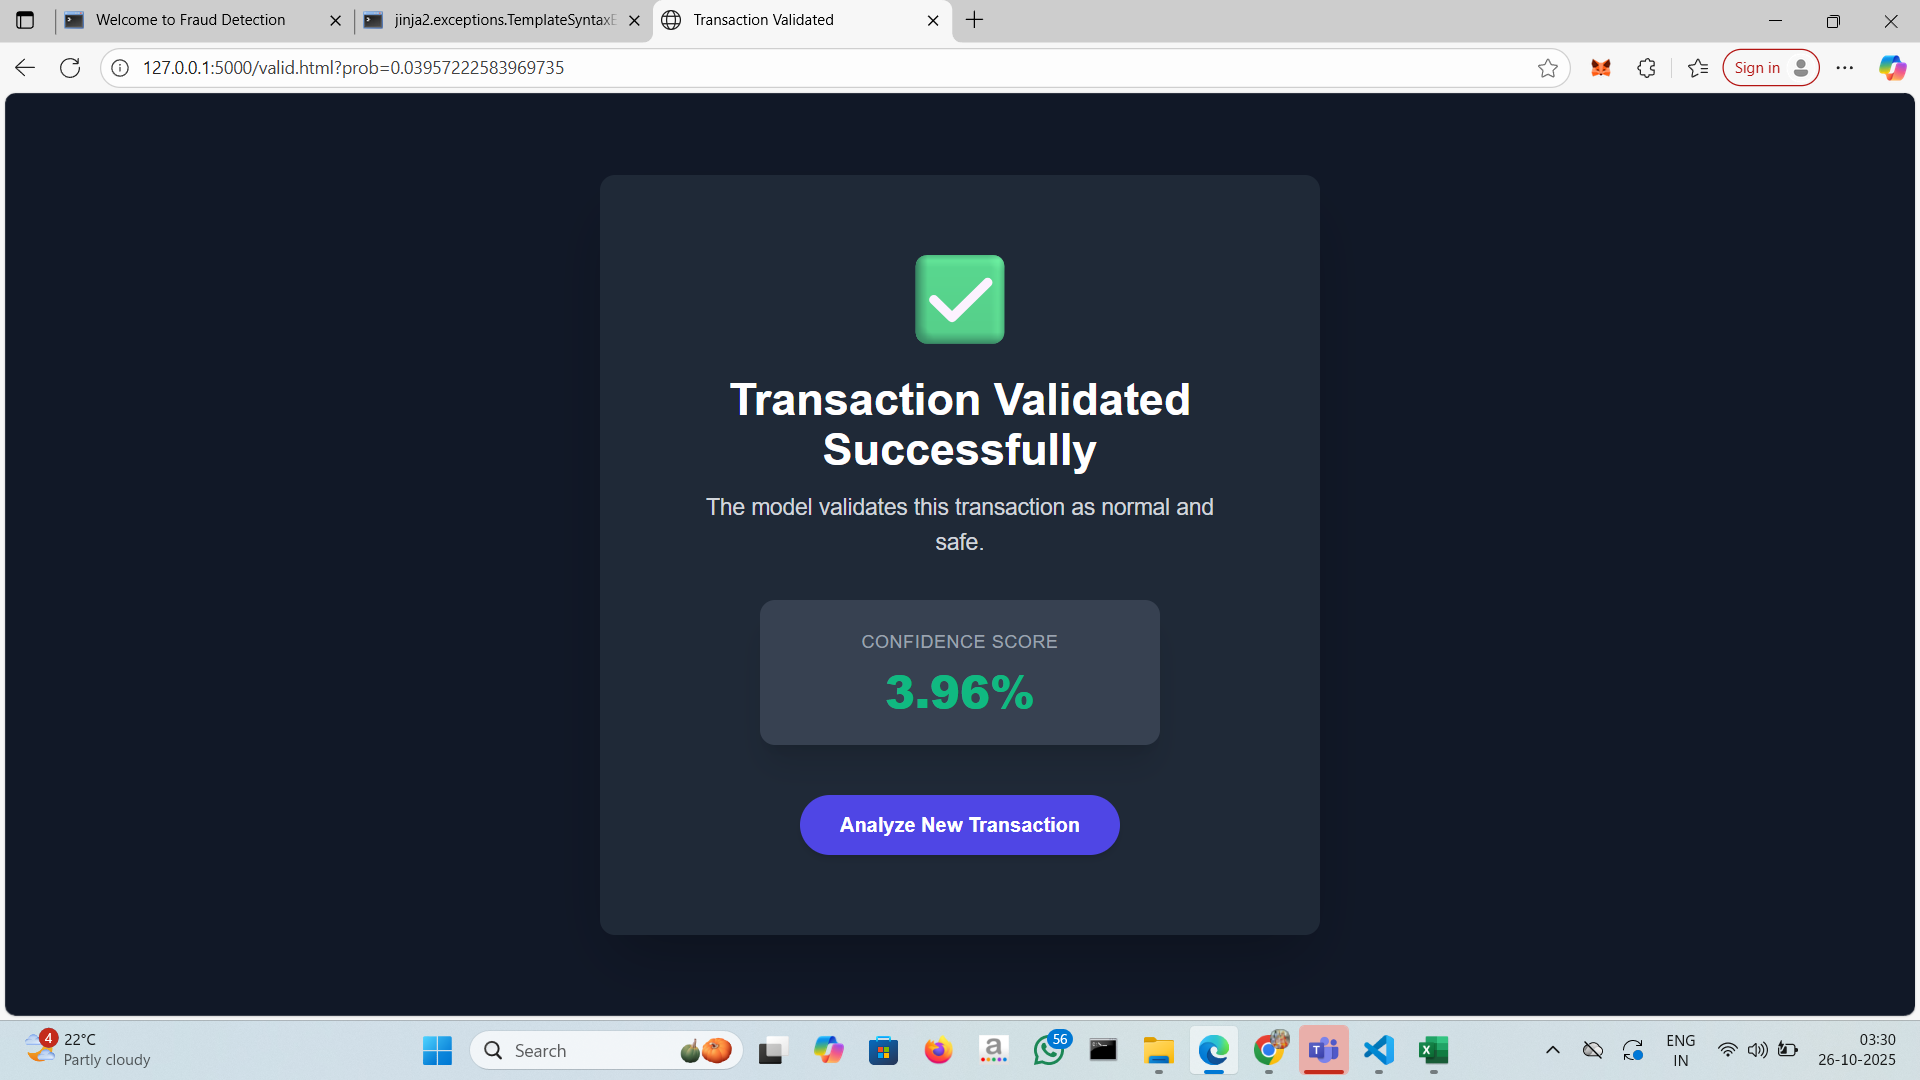 Welcome to Fraud Detection
jinja2.exceptions.TemplateSyntaxE
Transaction Validated
127.0.0.1:5000/valid.html?prob=0.03957222583969735
Sign in
Transaction Validated
Successfully
The model validates this transaction as normal and
safe.
CONFIDENCE SCORE
3.96%
Analyze New Transaction
4
22°C
Partly cloudy
Search
a
56
ENG
IN
03:30
26-10-2025